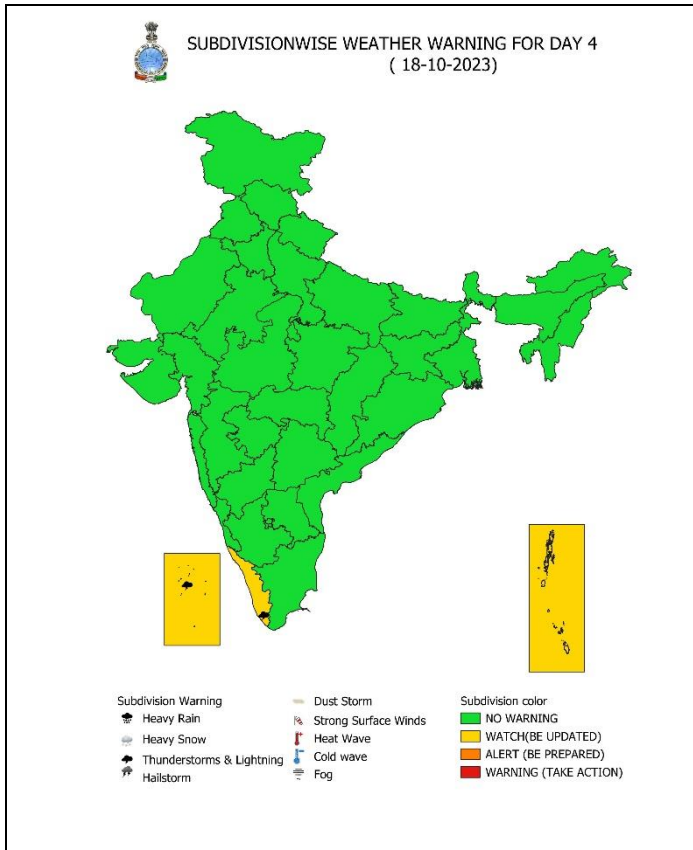 SUBDIVISIONWISE WEATHER WARNING FOR DAY 4
( 18-10-2023)
Subdivision Warning
Heavy Rain
Heavy Snow
Thunderstorms & Lightning
Hailstorm
Dust Storm
Strong Surface Winds
Heat Wave
Cold wave
Fog
Subdivision color
NO WARNING
WATCH(BE UPDATED)
ALERT (BE PREPARED)
WARNING (TAKE ACTION)